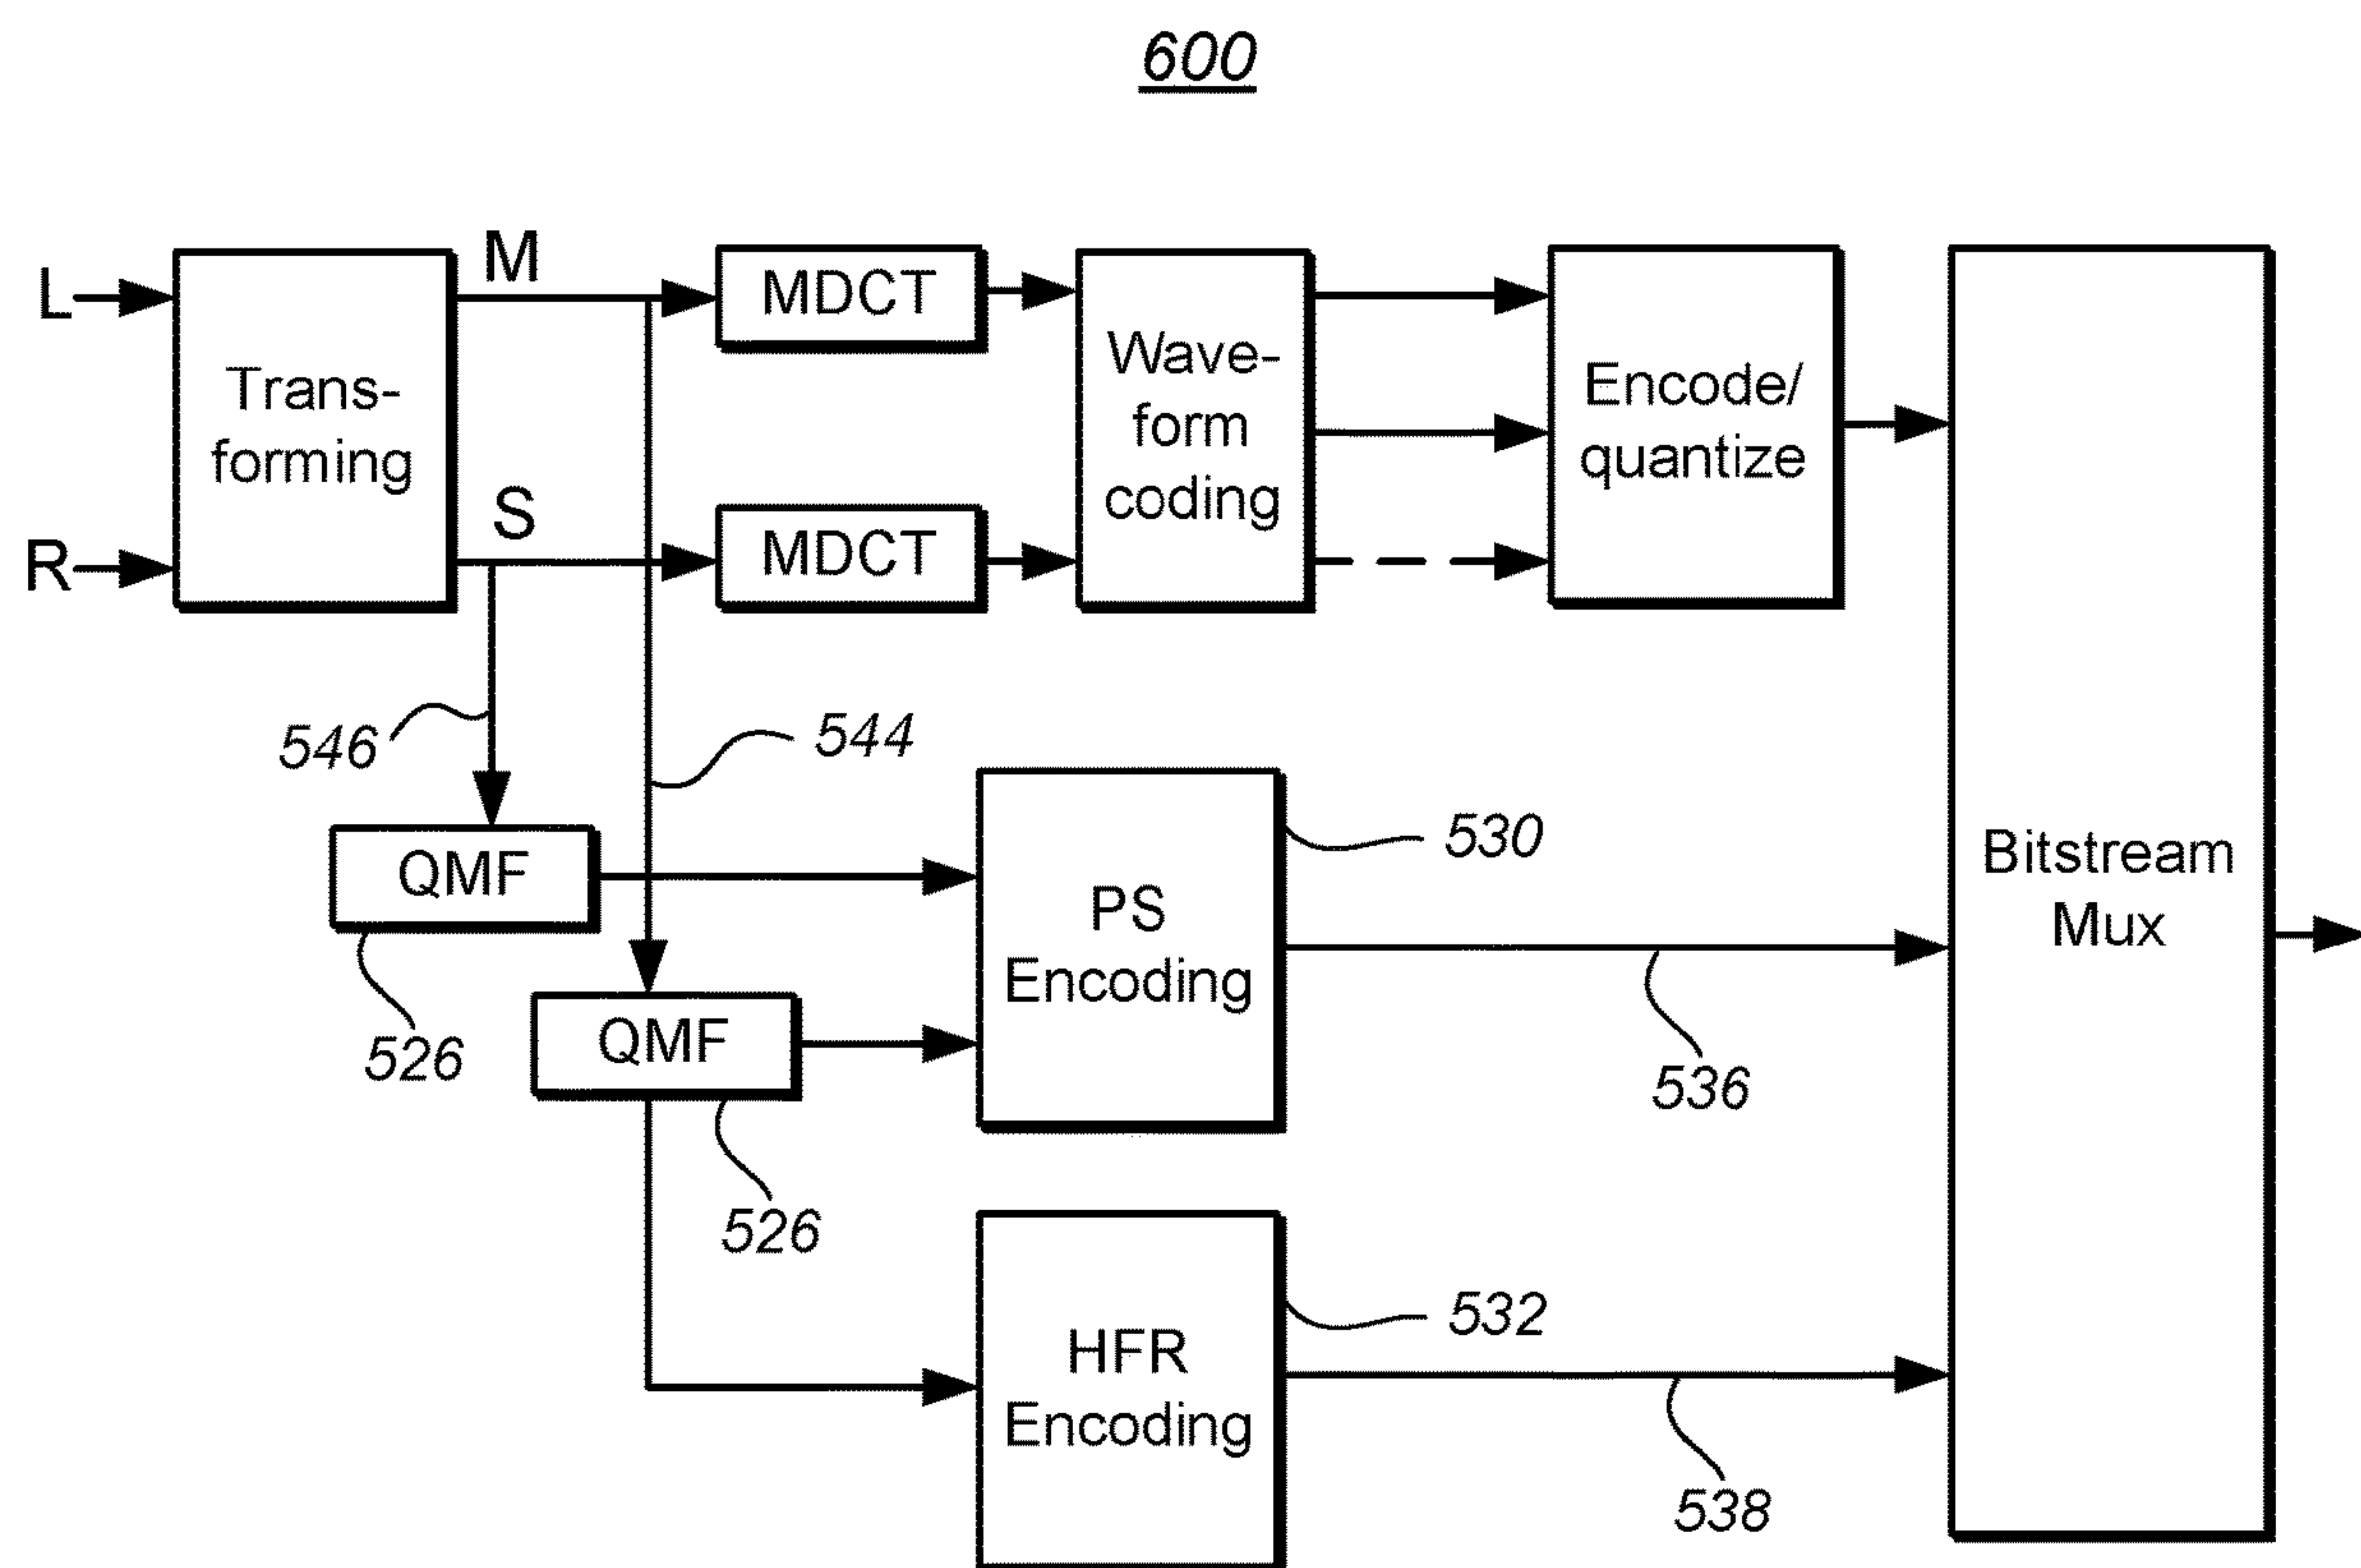 600
L
R
Trans-
forming
M
S
MDCT
MDCT
Wave-
form
coding
Encode/
quantize
Bitstream
Mux
546
544
QMF
526
QMF
526
PS
Encoding
530
536
HFR
Encoding
532
538